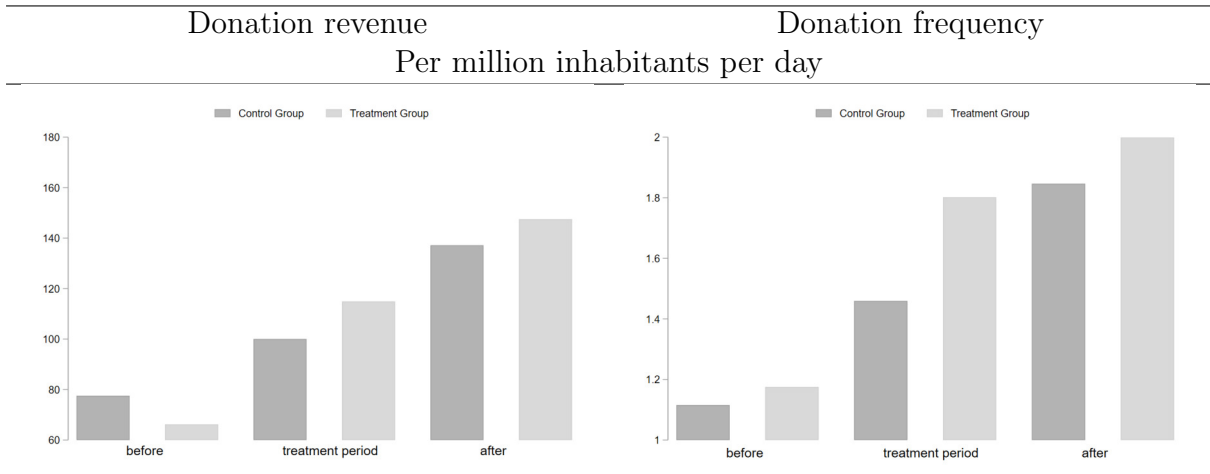 Donation revenue Donation frequency
Per million inhabitants per day
Control Group Treatment Group
180
160
140
120
100
80
60
before treatment period after
Control Group Treatment Group
2
1.8
1.6
1.4
1.2
1
before treatment period after